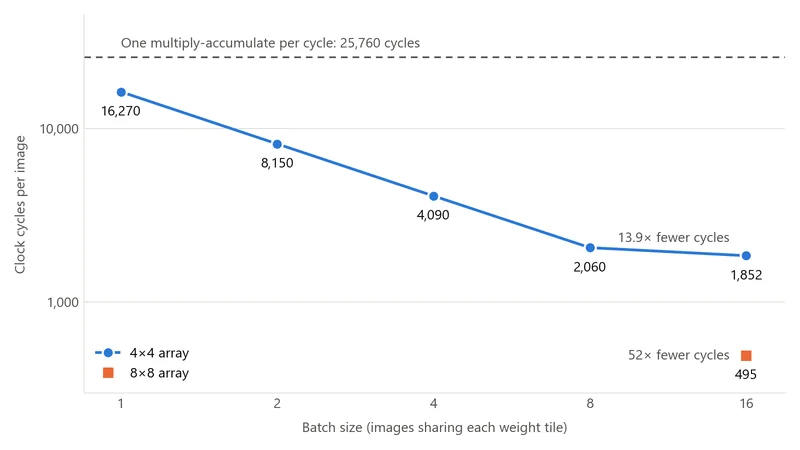 One multiply-accumulate per cycle: 25,760 cycles
16,270
10,000
8,150
4,090
13.9× fewer cycles
2,060
1,852
1,000
Clock cycles per image
4×4 array
8×8 array
52× fewer cycles
495
1 2 4 8 16
Batch size (images sharing each weight tile)